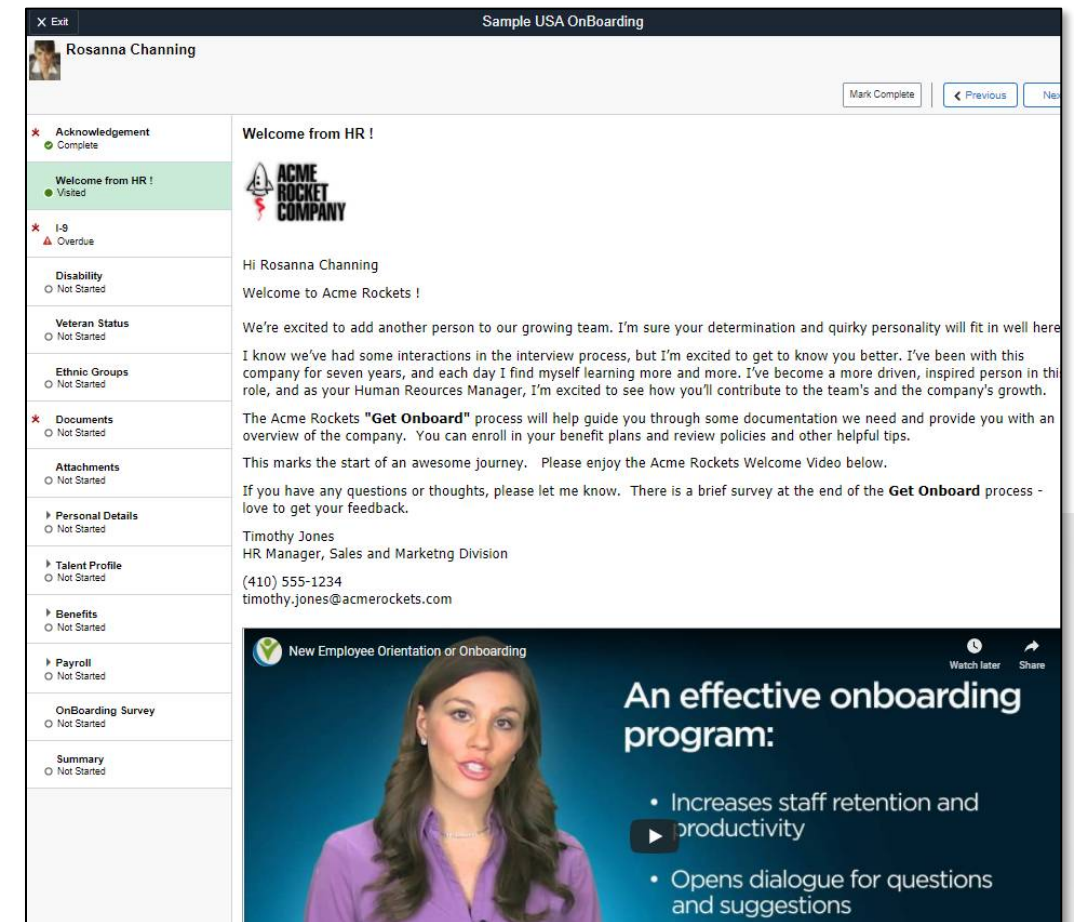 Exit
Sample USA OnBoarding
Rosanna Channing
Mark Complete
Previous
Acknowledgement
Complete
Welcome from HR !
Visited
I-9
Overdue
Disability
Not Started
Veteran Status
Not Started
Ethnic Groups
Not Started
Documents
Not Started
Attachments
Not Started
Personal Details
Not Started
Talent Profile
Not Started
Benefits
Not Started
Payroll
Not Started
OnBoarding Survey
Not Started
Summary
Not Started
Welcome from HR !
ACME
ROCKET
COMPANY
Hi Rosanna Channing
Welcome to Acme Rockets !
We're excited to add another person to our growing team. I'm sure your determination and quirky personality will fit in well here
I know we've had some interactions in the interview process, but I'm excited to get to know you better. I've been with this
company for seven years, and each day I find myself learning more and more. I've become a more driven, inspired person in this
role, and as your Human Reources Manager, I'm excited to see how you'll contribute to the team's and the company's growth.
The Acme Rockets "Get Onboard" process will help guide you through some documentation we need and provide you with an
overview of the company. You can enroll in your benefit plans and review policies and other helpful tips.
This marks the start of an awesome journey. Please enjoy the Acme Rockets Welcome Video below.
If you have any questions or thoughts, please let me know. There is a brief survey at the end of the Get Onboard process -
love to get your feedback.
Timothy Jones
HR Manager, Sales and Marketng Division
(410) 555-1234
timothy.jones@acmerockets.com
New Employee Orientation or Onboarding
Watch later
Share
An effective onboarding
program:
• Increases staff retention and
productivity
• Opens dialogue for questions
and suggestions